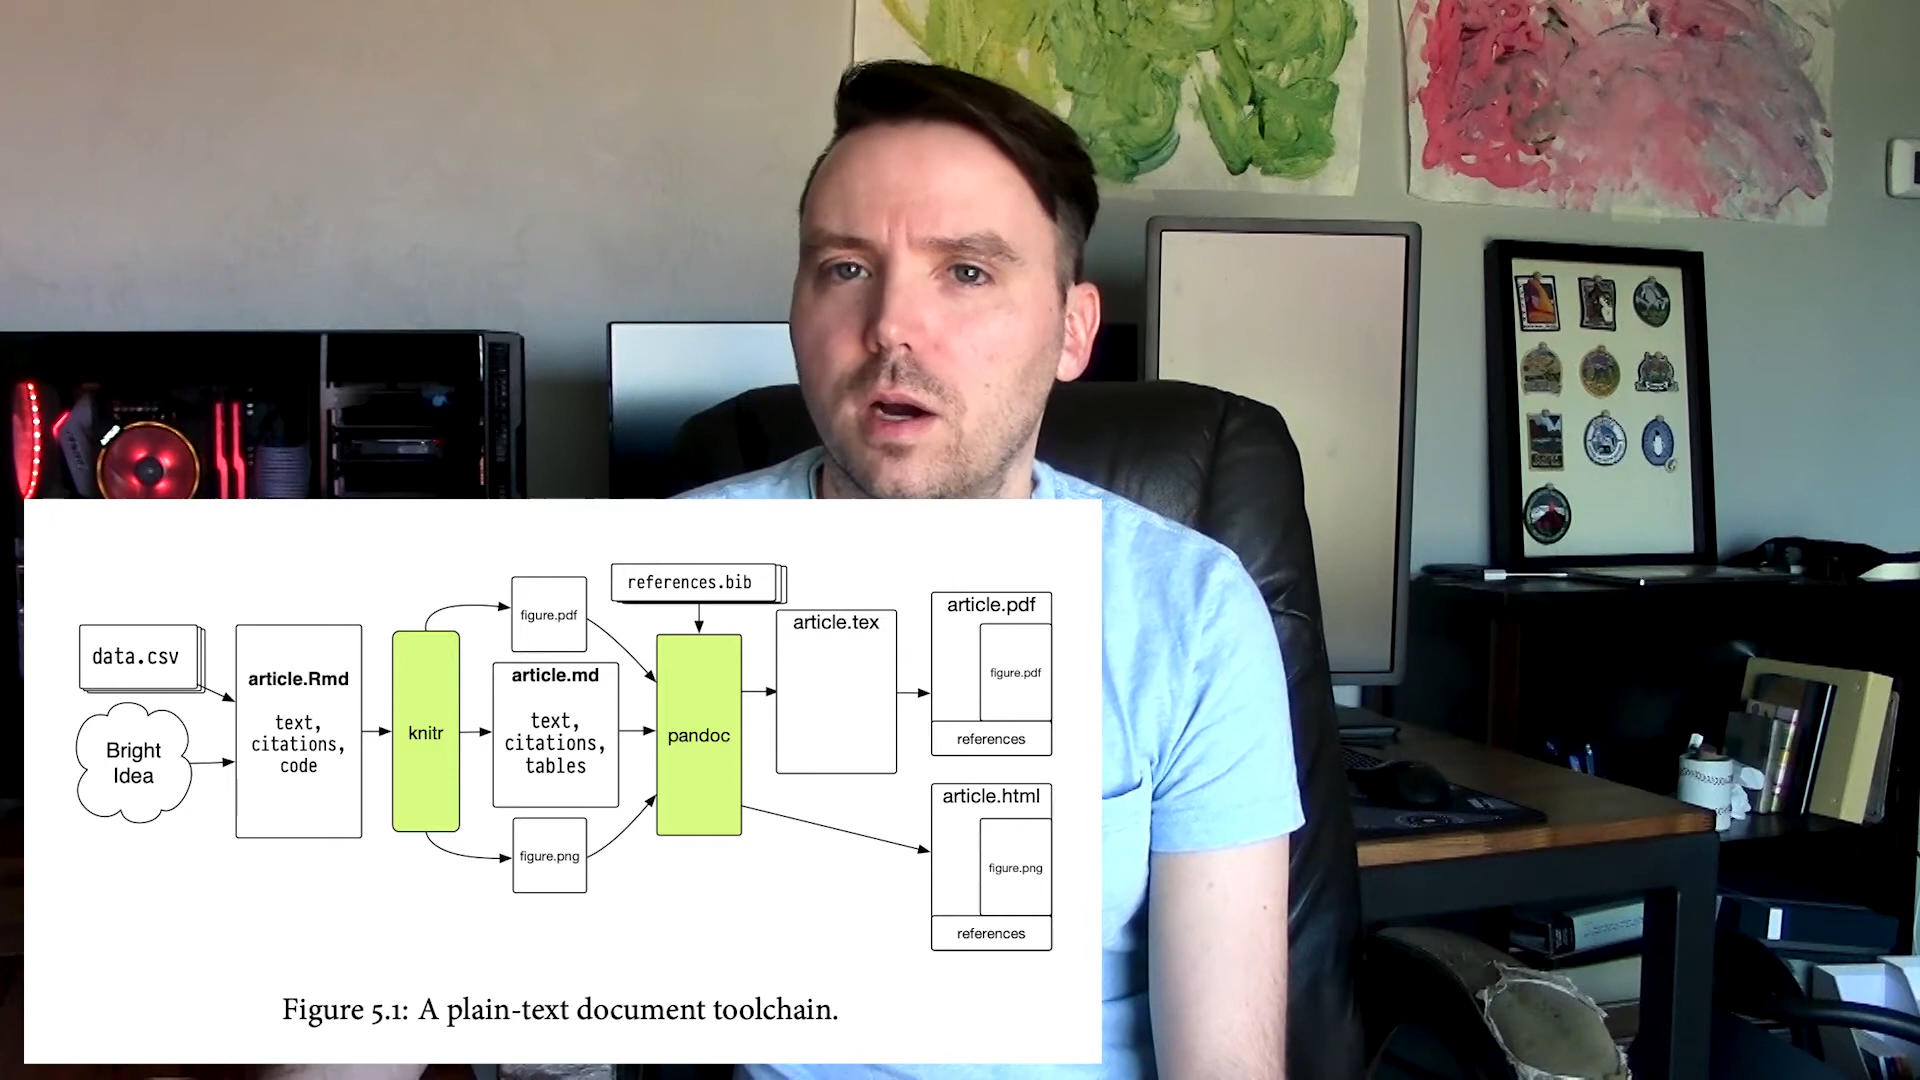 data.csv
Bright
Idea
article.Rmd
text,
citations,
code
knitr
figure.pdf
article.md
text,
citations,
tables
figure.png
references.bib
pandoc
article.tex
article.pdf
figure.pdf
references
article.html
figure.png
references
Figure 5.1: A plain-text document toolchain.